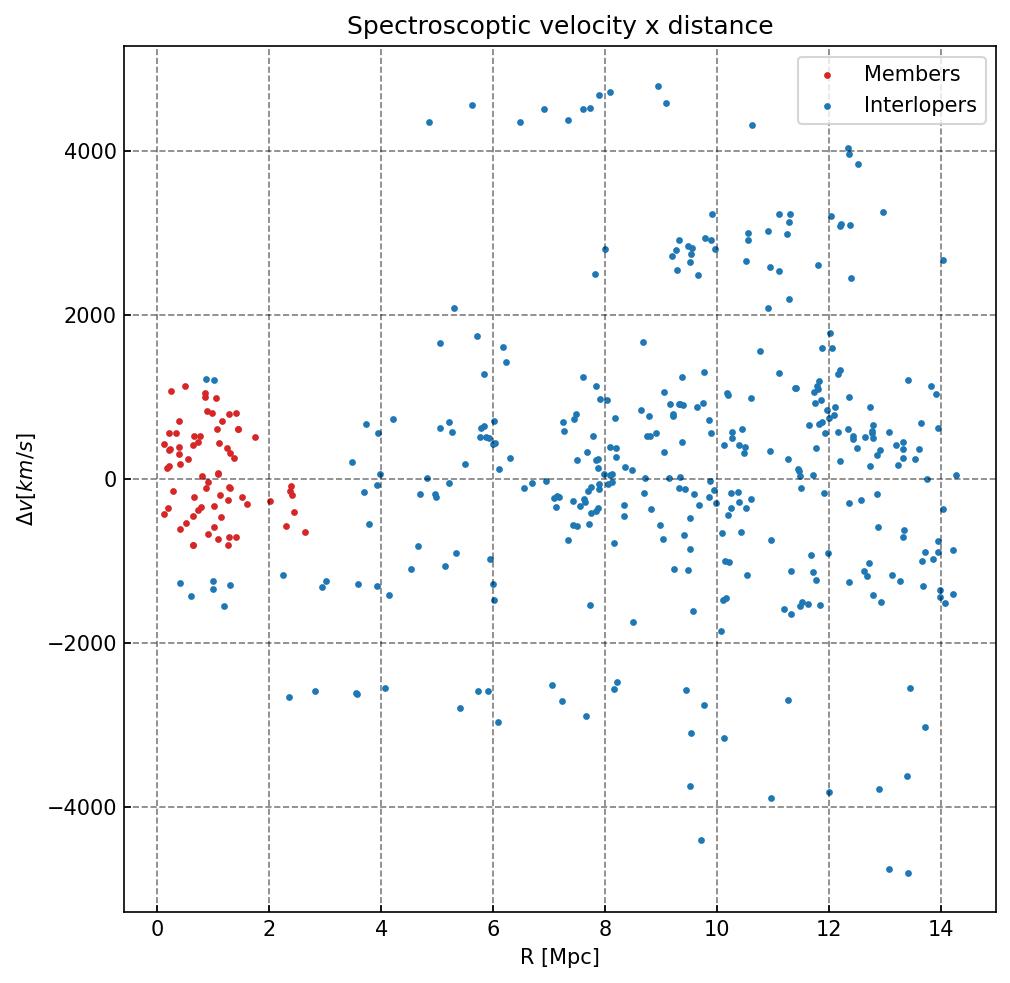 Spectroscoptic velocity x distance
Members
Interlopers
4000
2000
0
−2000
−4000
Δv[km/s]
0 2 4 6 8 10 12 14
R [Mpc]